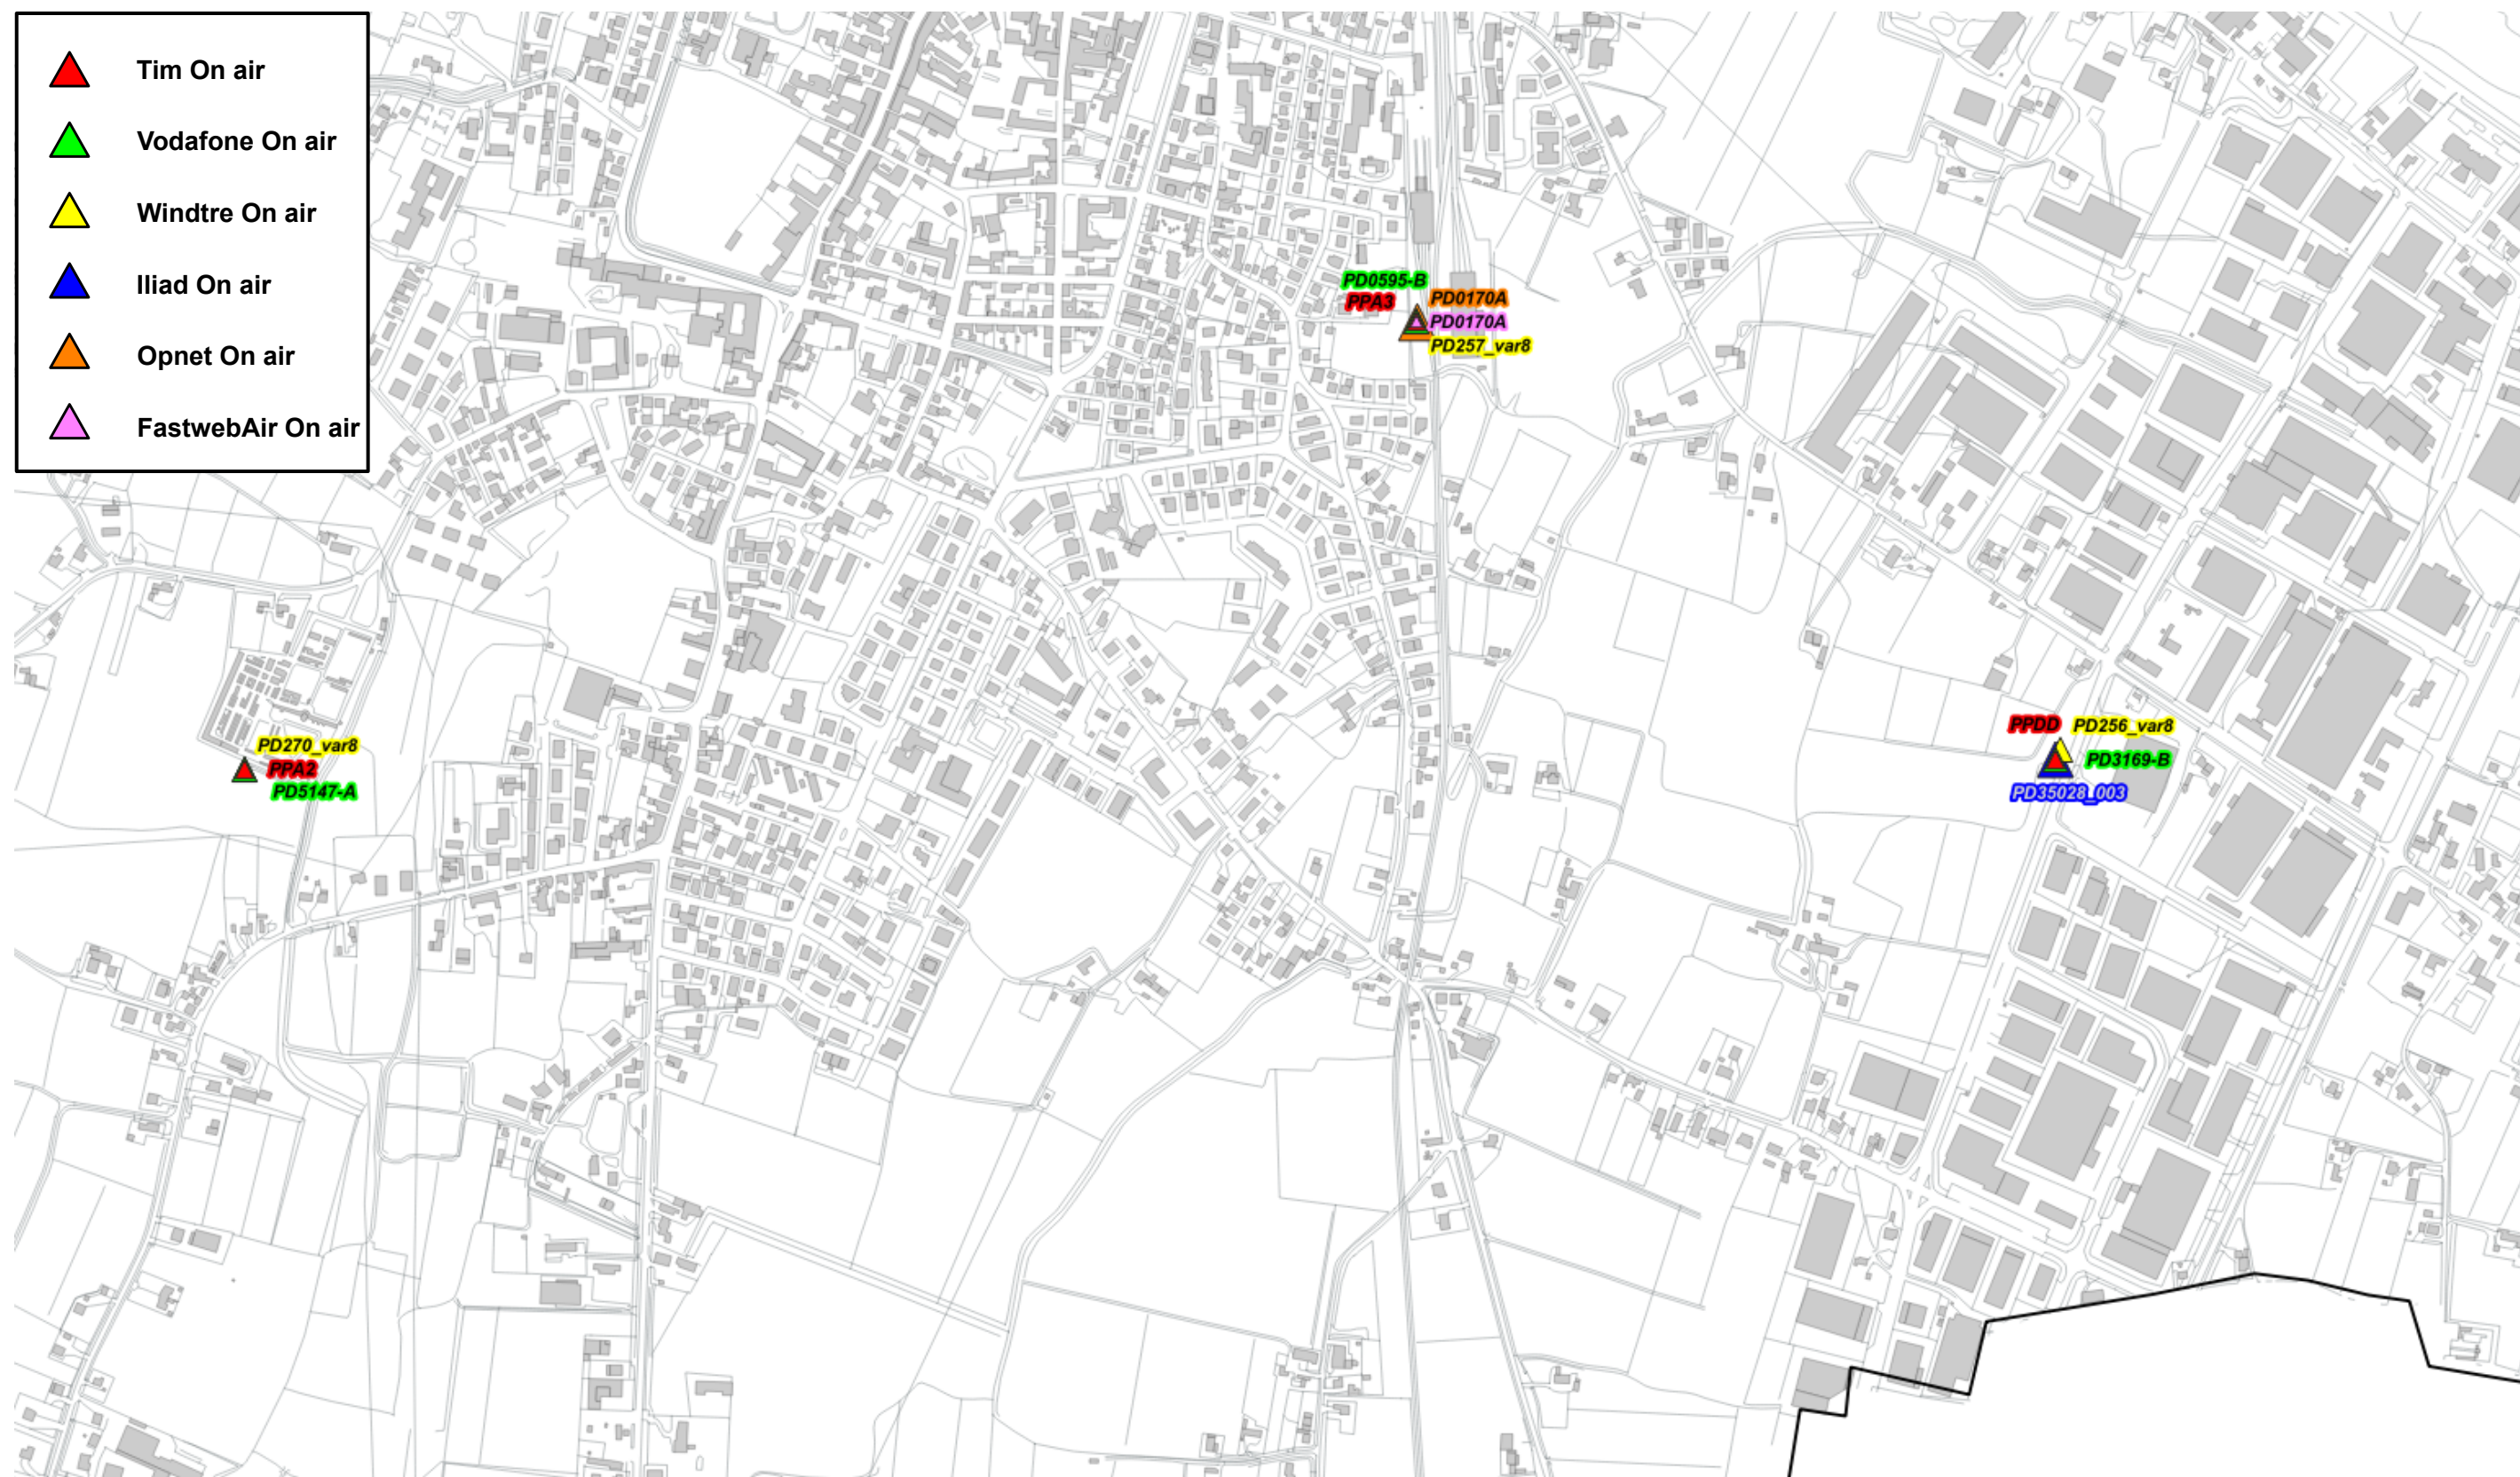 Tim On air
Vodafone On air
Windtre On air
Iliad On air
Opnet On air
FastwebAir On air
PD0595-B
PPA3
PD0170A
PD0170A
PD257_var8
PPDD
PD256_var8
PD3169-B
PD35028_003
PD270_var8
PPA2
PD5147-A